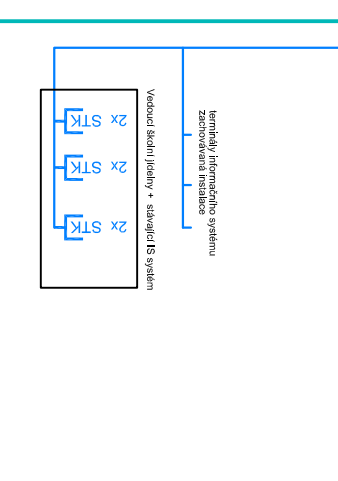 2x STK
2x STK
2x STK
Vedoucí školní jídelny + stávající IS systém
terminály informačního systému
zachovávaná instalace